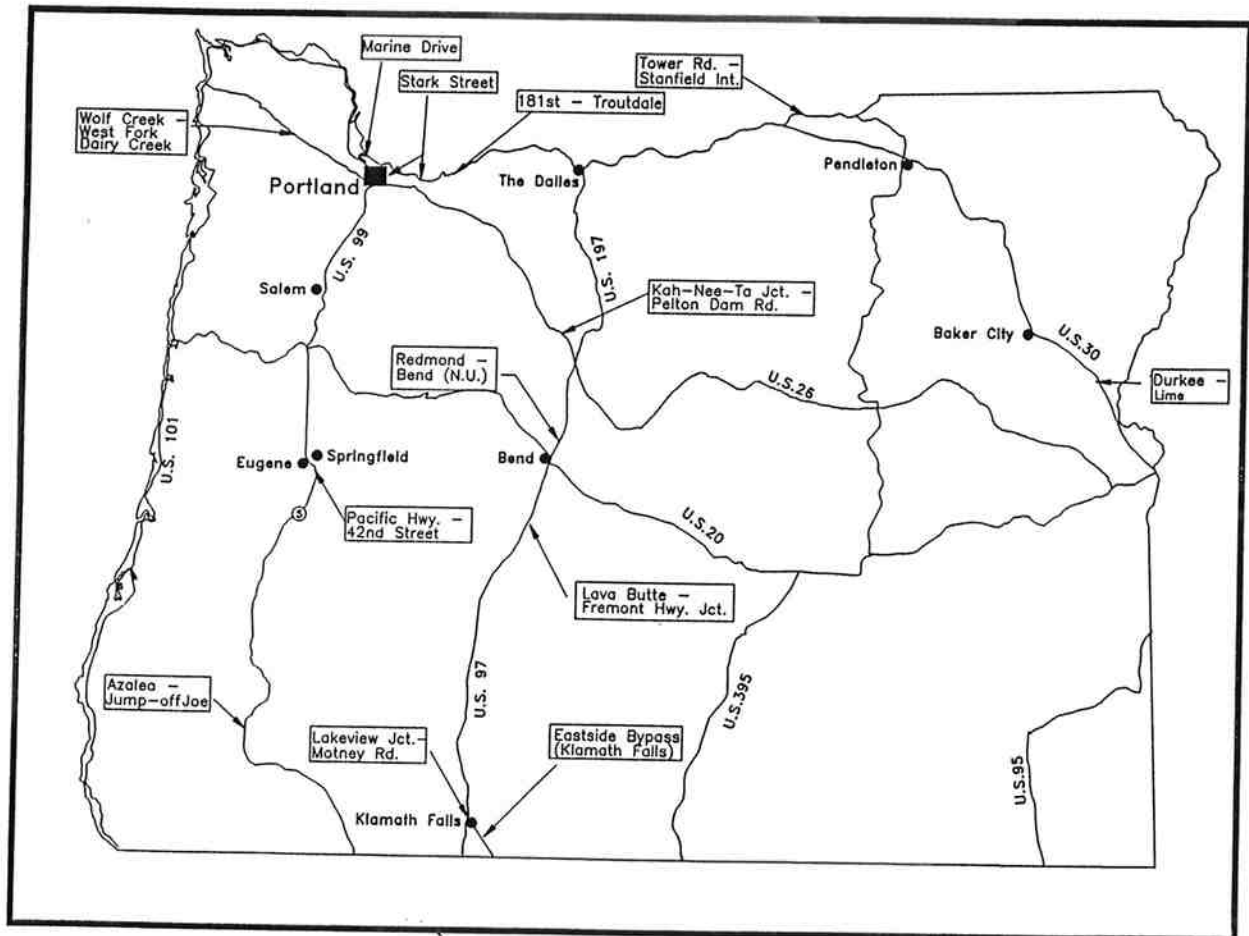 Marine Drive
Stark Street
181st - Troutdale
Tower Rd. -
Stanfield Int.
Wolf Creek -
West Fork
Dairy Creek
Portland
The Dalles
Pendleton
U.S. 99
U.S. 197
Salem
Kah-Nee-Ta Jct. -
Pelton Dam Rd.
Baker City
U.S.30
Redmond -
Bend (N.U.)
U.S.26
Durkee -
Lime
U.S. 101
Eugene
Springfield
Bend
S
Pacific Hwy. -
42nd Street
U.S.20
Lava Butte -
Fremont Hwy. Jct.
Azalea -
Jump-offJoe
U.S. 97
U.S.395
U.S.95
Lakeview Jct.-
Motney Rd.
Eastside Bypass
(Klamath Falls)
Klamath Falls